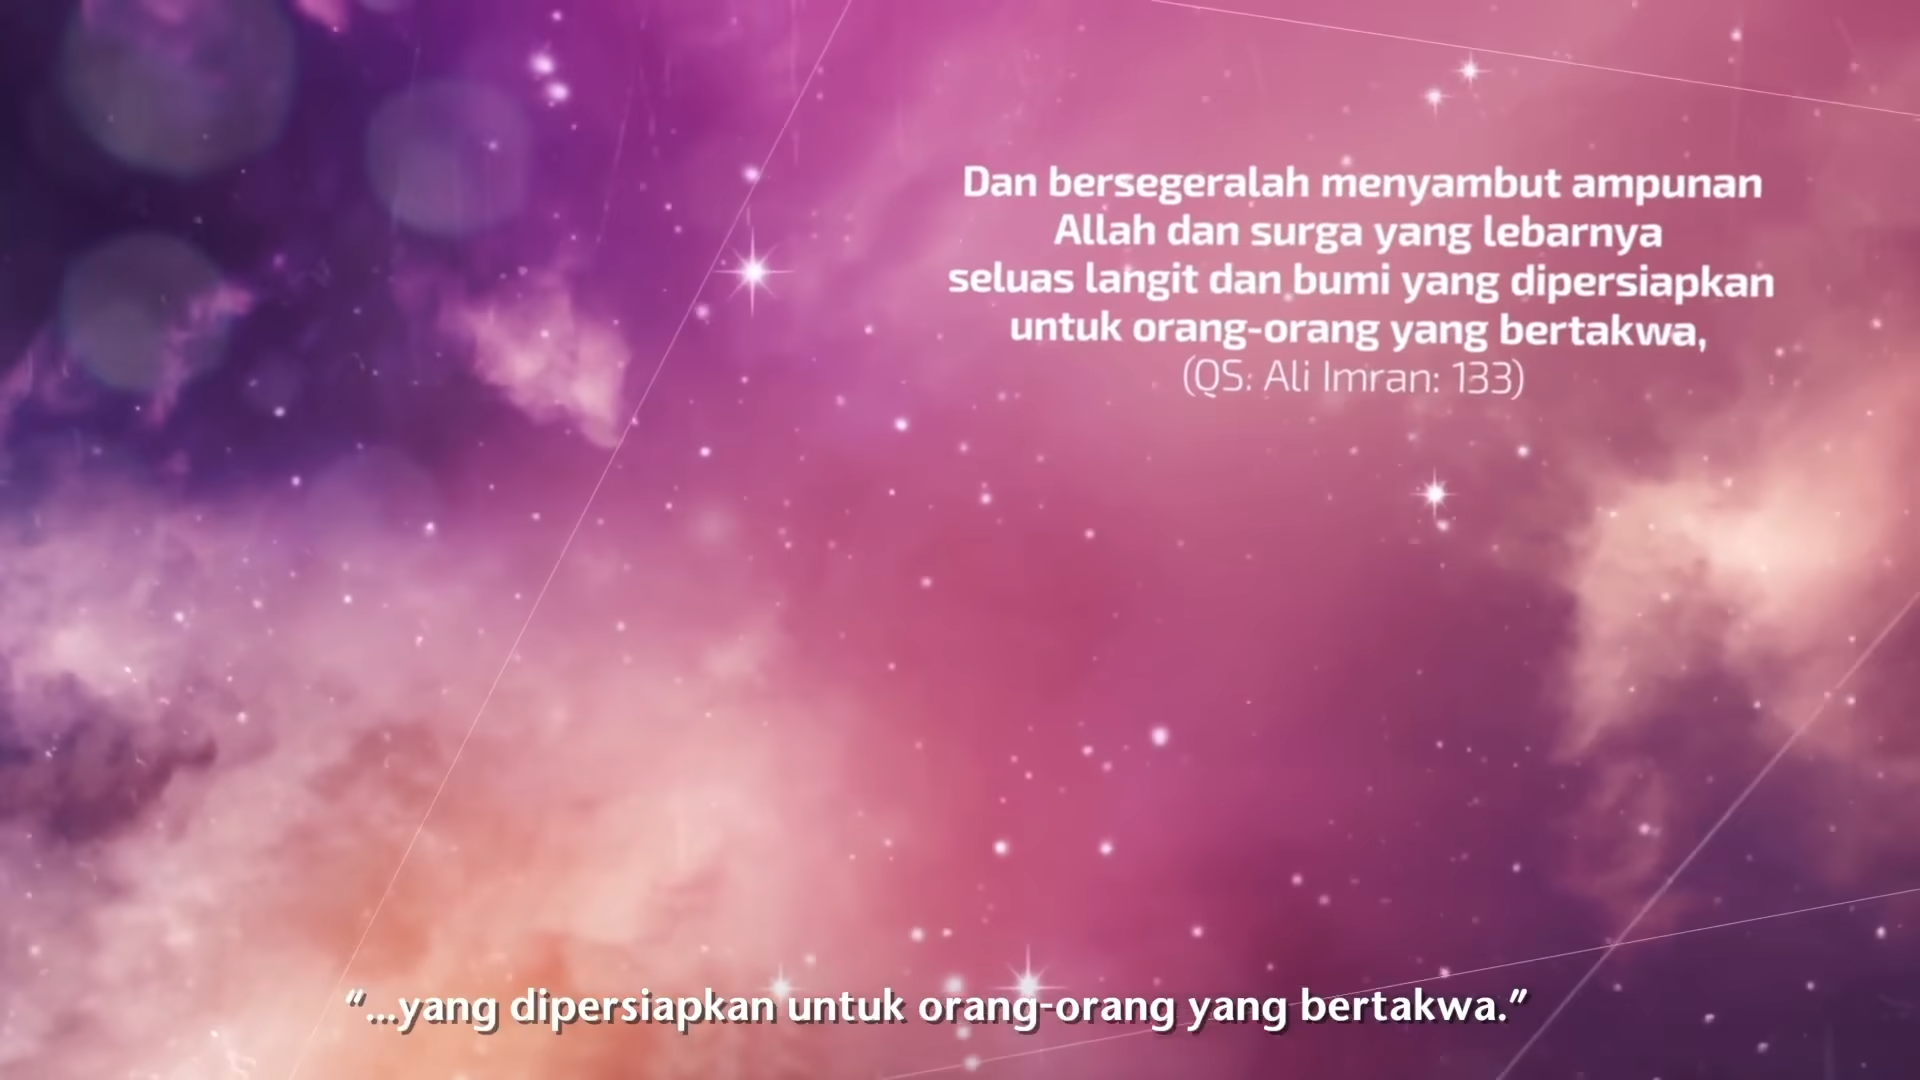 Dan bersegeralah menyambut ampunan
Allah dan surga yang lebarnya
seluas langit dan bumi yang dipersiapkan
untuk orang-orang yang bertakwa,
(QS: Ali Imran: 133)
"...yang dipersiapkan untuk orang-orang yang bertakwa."